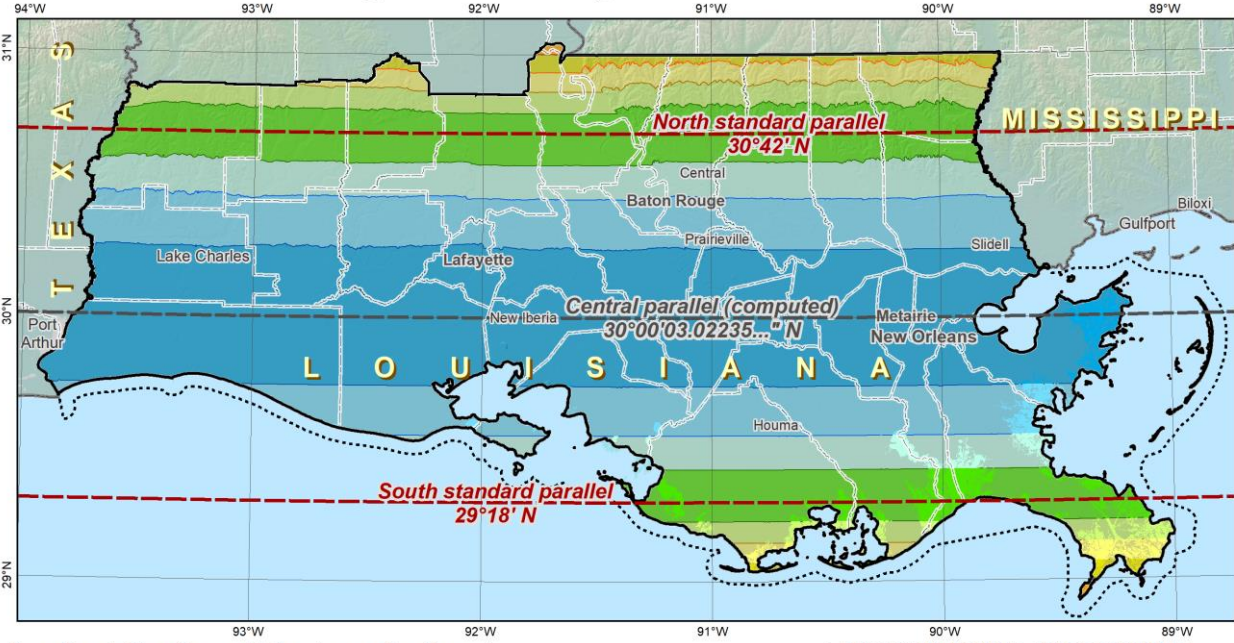 94°W 93°W 92°W 91°W 90°W 89°W
31°N
TEXAS
MISSISSIPPI
North standard parallel
30°42' N
Central
Baton Rouge
Biloxi
Gulfport
Prairieville
Slidell
Lake Charles
Lafayette
30°N
Port
Arthur
New Iberia
Central parallel (computed)
30°00'03.02235..." N
Metairie
New Orleans
LOUISIANA
Houma
South standard parallel
29°18' N
29°N
93°W 92°W 91°W 90°W 89°W